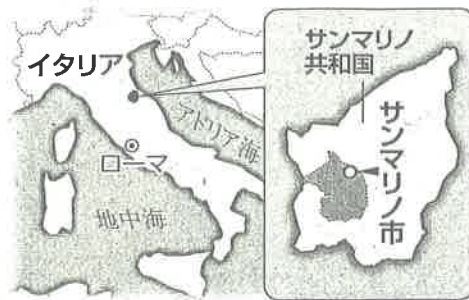 イタリア
アドリア海
ローマ
地中海
サンマリノ
共和国
サンマリノ市